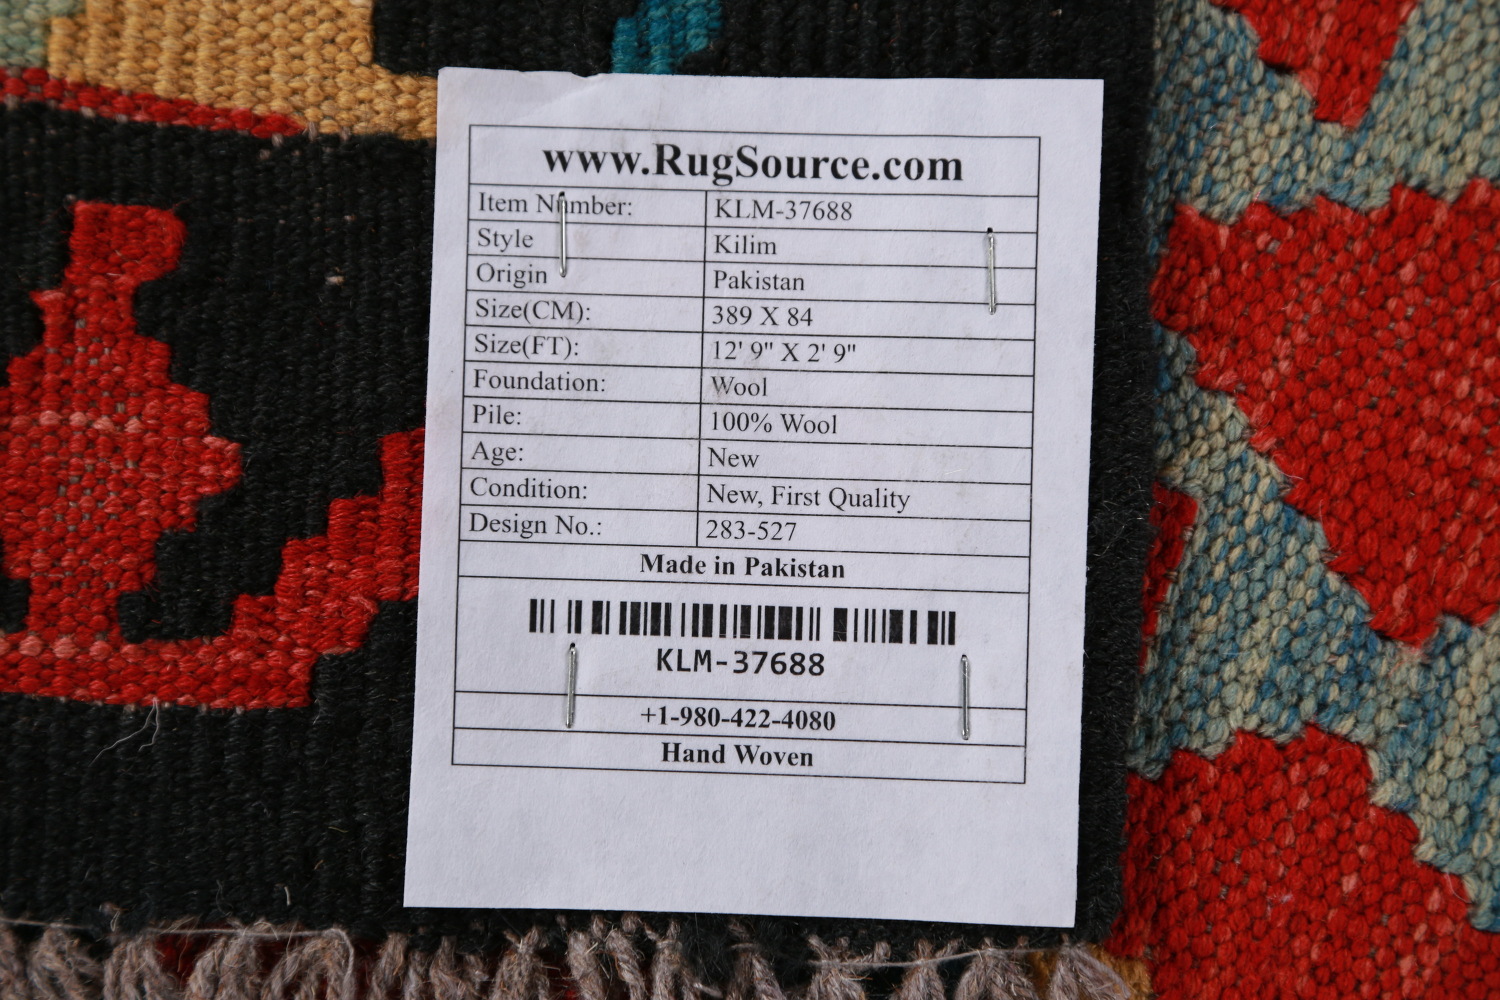 www.RugSource.com
Item Number: KLM-37688
Style Kilim
Origin Pakistan
Size(CM): 389 X 84
Size(FT): 12' 9" X 2' 9"
Foundation: Wool
Pile: 100% Wool
Age: New
Condition: New, First Quality
Design No.: 283-527
Made in Pakistan
KLM-37688
+1-980-422-4080
Hand Woven